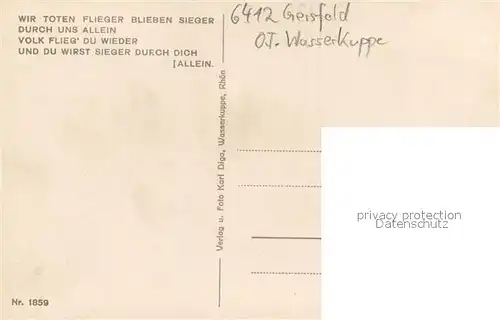 WIR TOTEN FLIEGER BLIEBEN SIEGER
DURCH UNS ALLEIN
VOLK FLIEG' DU WIEDER
UND DU WIRST SIEGER DURCH DICH
[ALLEIN.
6412 Gersfeld
OT. Wasserkuppe
Verlag u. Foto Karl Diga, Wasserkuppe, Rhön
privacy protection
Datenschutz
Nr. 1859